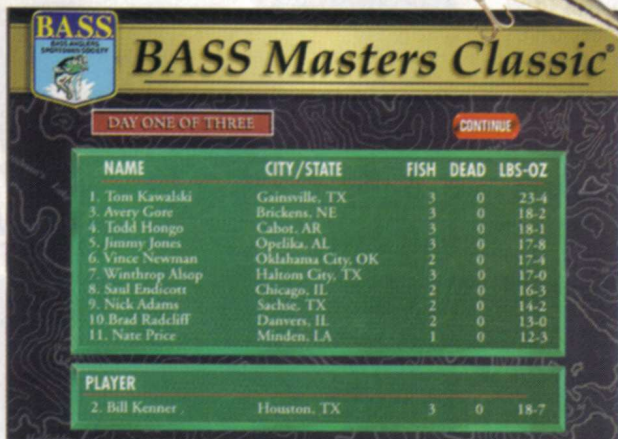 BASS
BASS ANGLERS
SPORTSMAN SOCIETY
BASS Masters Classic®
DAY ONE OF THREE
CONTINUE
NAME CITY/STATE FISH DEAD LBS-OZ
1. Tom Kawalski Gainsville, TX 3 0 23-4
3. Avery Gore Brickens, NE 3 0 18-2
4. Todd Hongo Cabot, AR 3 0 18-1
5. Jimmy Jones Opelika, AL 3 0 17-8
6. Vince Newman Oklahama City, OK 2 0 17-4
7. Winthrop Alsop Haltom City, TX 3 0 17-0
8. Saul Endicott Chicago, IL 2 0 16-3
9. Nick Adams Sachse, TX 2 0 14-2
10.Brad Radcliff Danvers, IL 2 0 13-0
11. Nate Price Minden, LA 1 0 12-3
PLAYER
2. Bill Kenner Houston, TX 3 0 18-7